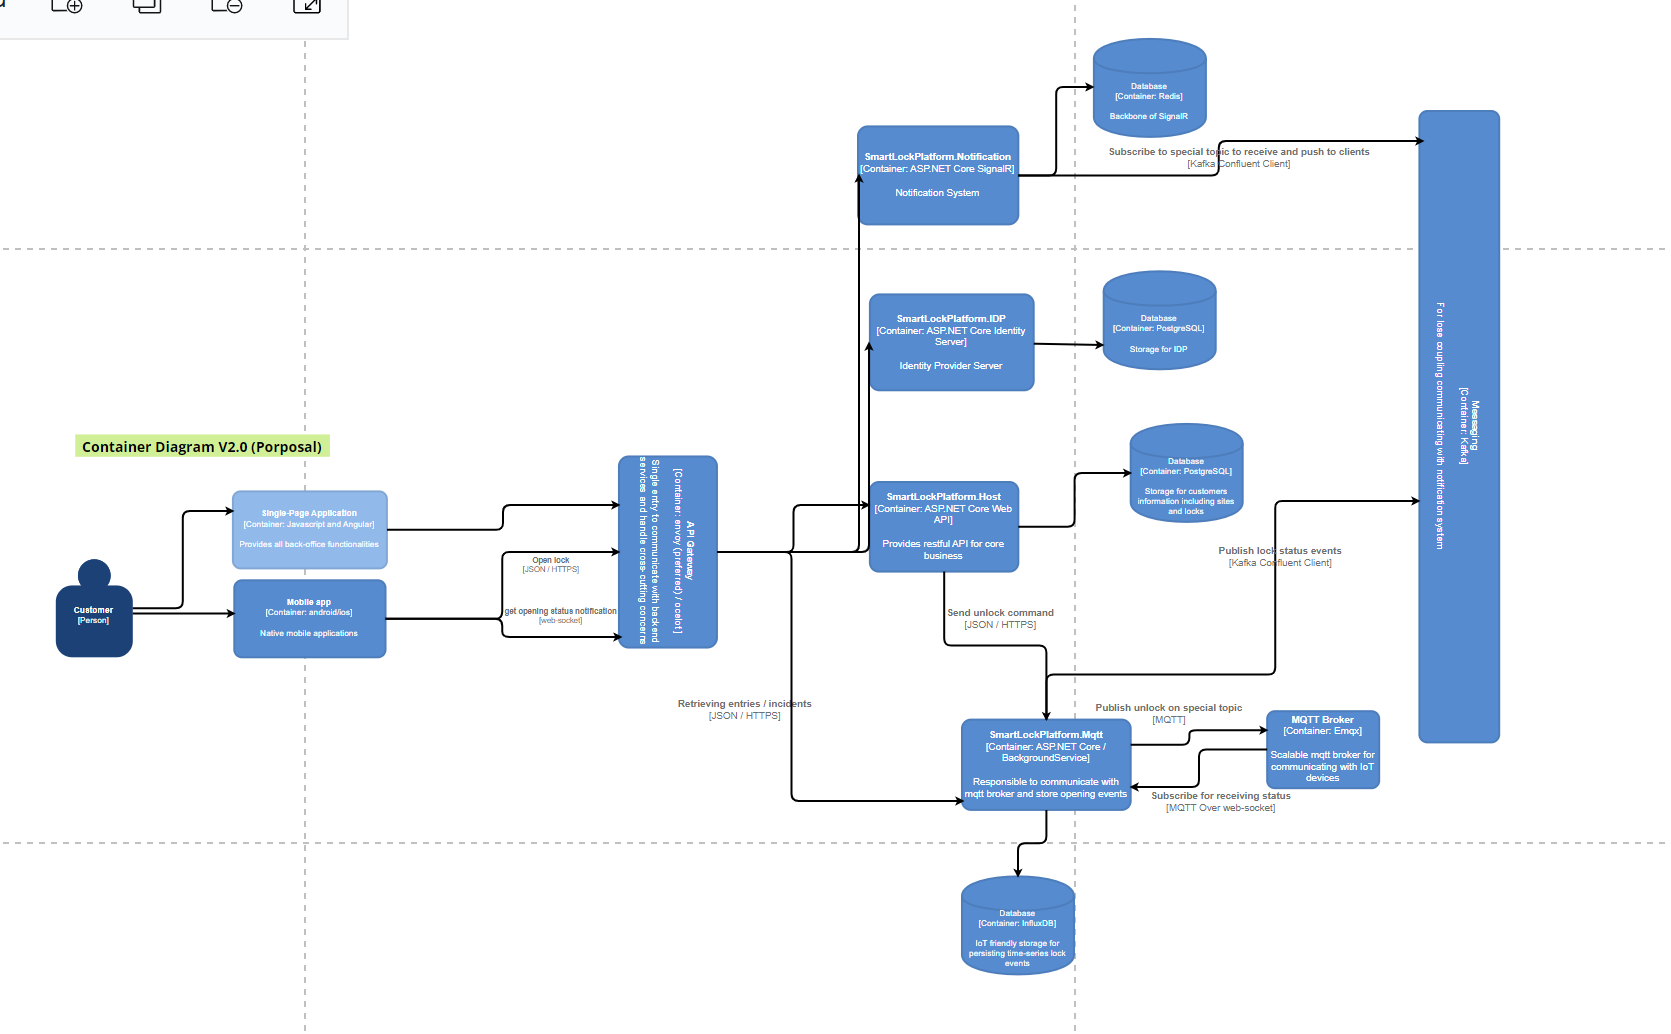 Database
[Container: Redis]
Backbone of SignalR
SmartLockPlatform.Notification
[Container: ASP.NET Core SignalR]
Notification System
Subscribe to special topic to receive and push to clients
[Kafka Confluent Client]
SmartLockPlatform.IDP
[Container: ASP.NET Core Identity
Server]
Identity Provider Server
Database
[Container: PostgreSQL]
Storage for IDP
Messaging
[Container: Kafka]
For lose coupling communicating with notification system
Container Diagram V2.0 (Porposal)
Single-Page Application
[Container: Javascript and Angular]
Provides all back-office functionalities
Customer
[Person]
Mobile app
[Container: android/ios]
Native mobile applications
Open lock
[JSON / HTTPS]
get opening status notification
[web-socket]
API Gateway
[Container: envoy (preferred) / ocelot]
Single entry to communicate with backend
services and handle cross-cutting concerns
SmartLockPlatform.Host
[Container: ASP.NET Core Web
API]
Provides restful API for core
business
Database
[Container: PostgreSQL]
Storage for customers
information including sites
and locks
Publish lock status events
[Kafka Confluent Client]
Send unlock command
[JSON / HTTPS]
Retrieving entries / incidents
[JSON / HTTPS]
SmartLockPlatform.Mqtt
[Container: ASP.NET Core /
BackgroundService]
Responsible to communicate with
mqtt broker and store opening events
Publish unlock on special topic
[MQTT]
MQTT Broker
[Container: Emqx]
Scalable mqtt broker for
communicating with IoT
devices
Subscribe for receiving status
[MQTT Over web-socket]
Database
[Container: InfluxDB]
IoT friendly storage for
persisting time-series lock
events